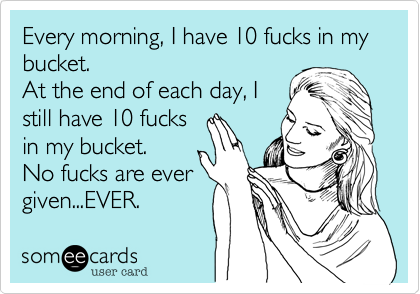 Every morning, I have 10 fucks in my
bucket.
At the end of each day, I
still have 10 fucks
in my bucket.
No fucks are ever
given...EVER.
someecards
user card